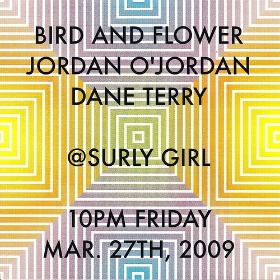 BIRD AND FLOWER
JORDAN O'JORDAN
DANE TERRY
@SURLY GIRL
10PM FRIDAY
MAR. 27TH, 2009